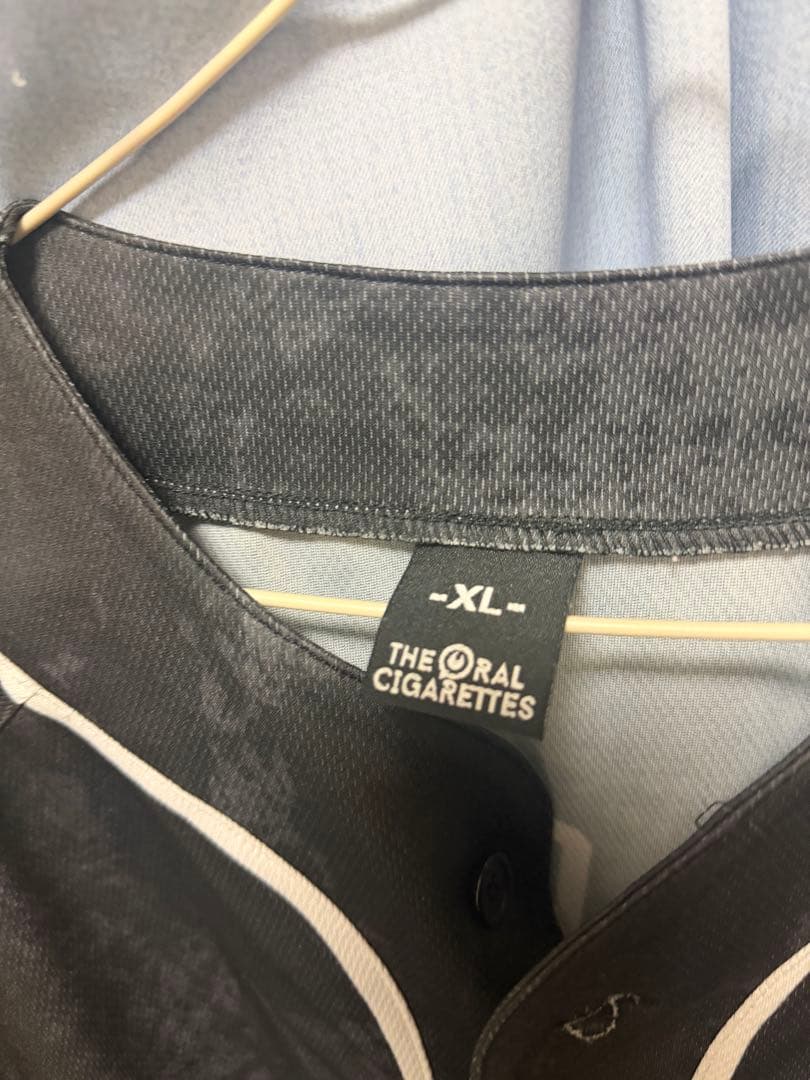 -XL-
THE ORAL
CIGARETTES